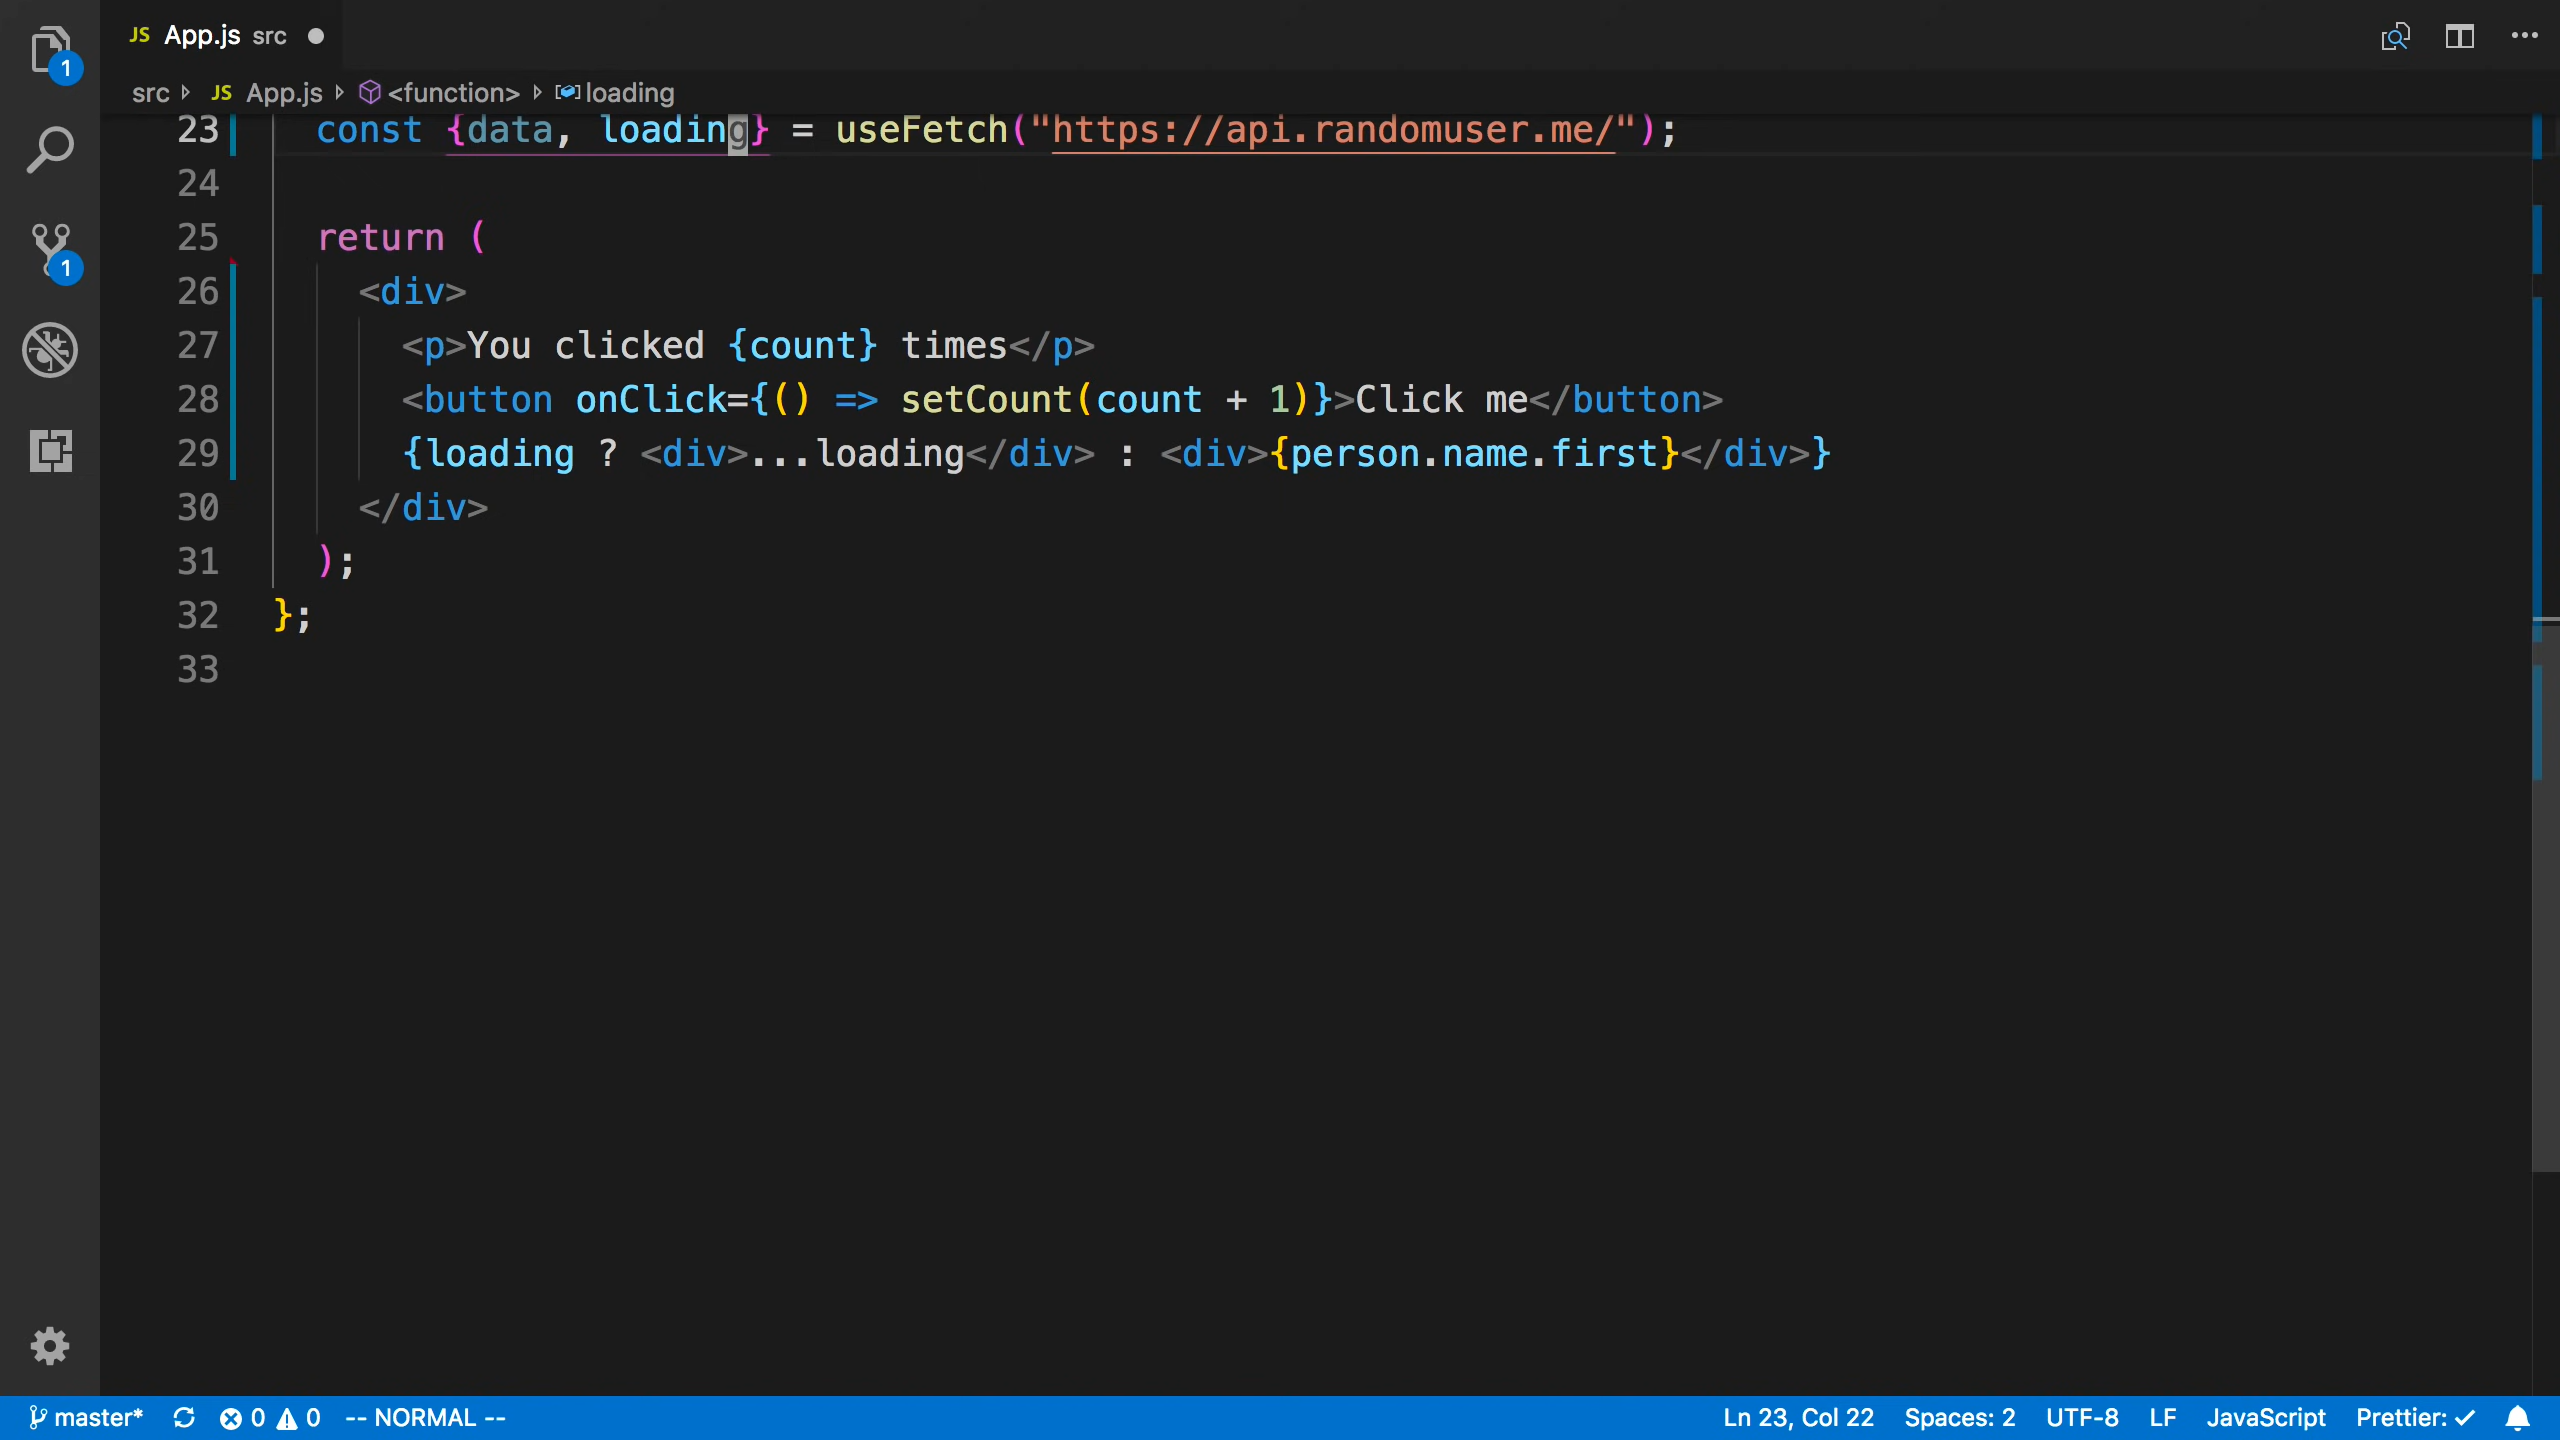 JS App.js src
src JS App.js <function> loading
1
1
23 const {data, loading} = useFetch("https://api.randomuser.me/");
24
25 return (
26 <div>
27 <p>You clicked {count} times</p>
28 <button onClick={() => setCount(count + 1)}>Click me</button>
29 {loading ? <div>...loading</div> : <div>{person.name.first}</div>}
30 </div>
31 );
32 };
33
master* 0 0 -- NORMAL -- Ln 23, Col 22 Spaces: 2 UTF-8 LF JavaScript Prettier: ✓